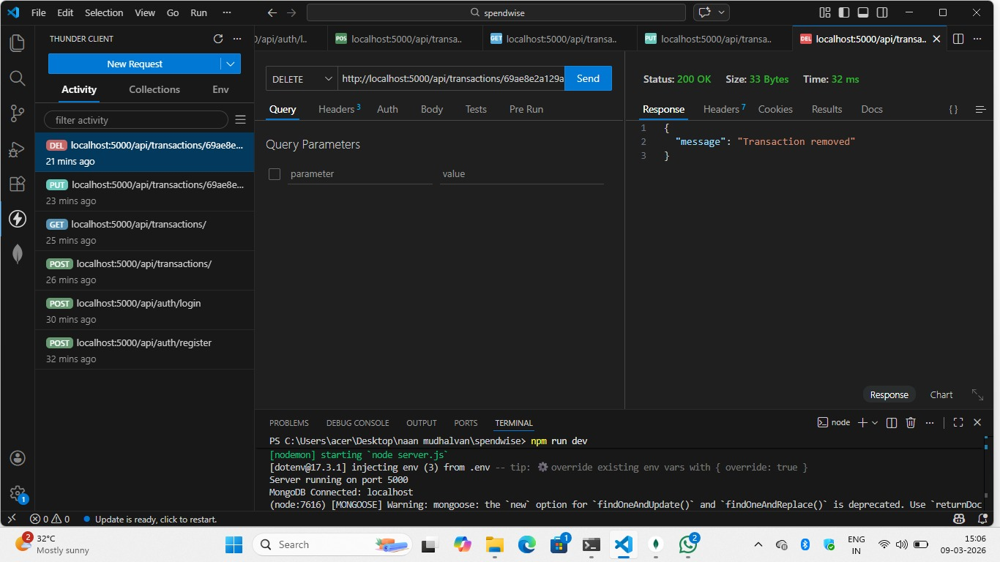 File Edit Selection View Go Run ··· spendwise
THUNDER CLIENT ···
New Request
Activity Collections Env
filter activity
DEL localhost:5000/api/transactions/69ae8e...
21 mins ago
PUT localhost:5000/api/transactions/69ae8e...
23 mins ago
GET localhost:5000/api/transactions/
25 mins ago
POST localhost:5000/api/transactions/
26 mins ago
POST localhost:5000/api/auth/login
30 mins ago
POST localhost:5000/api/auth/register
32 mins ago
0/api/auth/l.. POS localhost:5000/api/transa.. GET localhost:5000/api/transa.. PUT localhost:5000/api/transa.. DEL localhost:5000/api/transa.. ···
DELETE http://localhost:5000/api/transactions/69ae8e2a129a Send
Query Headers 3 Auth Body Tests Pre Run
Query Parameters
parameter value
Status: 200 OK Size: 33 Bytes Time: 32 ms
Response Headers 7 Cookies Results Docs { }
1 {
2 "message": "Transaction removed"
3 }
Response Chart
PROBLEMS DEBUG CONSOLE OUTPUT PORTS TERMINAL node ···
PS C:\Users\acer\Desktop\naan mudhalvan\spendwise> npm run dev
[nodemon] starting `node server.js`
[dotenv@17.3.1] injecting env (3) from .env -- tip: ⚙️ override existing env vars with { override: true }
Server running on port 5000
MongoDB Connected: localhost
(node:7616) [MONGOOSE] Warning: mongoose: the `new` option for `findOneAndUpdate()` and `findOneAndReplace()` is deprecated. Use `returnDoc
1
0 0 Update is ready, click to restart.
2 32°C
Mostly sunny
Search
1
2
ENG
IN
15:06
09-03-2026